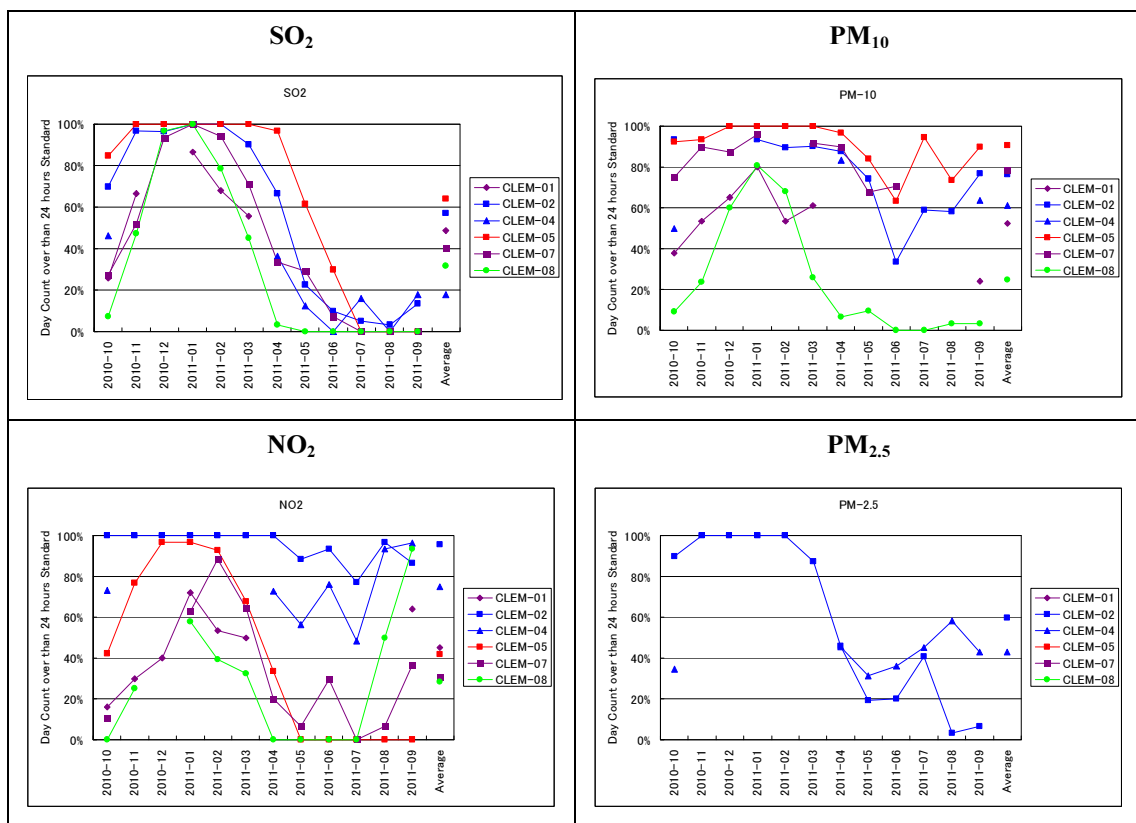 SO₂
SO2
Day Count over than 24 hours Standard
100%
80%
60%
40%
20%
0%
2010-10
2010-11
2010-12
2011-01
2011-02
2011-03
2011-04
2011-05
2011-06
2011-07
2011-08
2011-09
Average
CLEM-01
CLEM-02
CLEM-04
CLEM-05
CLEM-07
CLEM-08
PM₁₀
PM-10
Day Count over than 24 hours Standard
100%
80%
60%
40%
20%
0%
2010-10
2010-11
2010-12
2011-01
2011-02
2011-03
2011-04
2011-05
2011-06
2011-07
2011-08
2011-09
Average
CLEM-01
CLEM-02
CLEM-04
CLEM-05
CLEM-07
CLEM-08
NO₂
NO2
Day Count over than 24 hours Standard
100%
80%
60%
40%
20%
0%
2010-10
2010-11
2010-12
2011-01
2011-02
2011-03
2011-04
2011-05
2011-06
2011-07
2011-08
2011-09
Average
CLEM-01
CLEM-02
CLEM-04
CLEM-05
CLEM-07
CLEM-08
PM₂.₅
PM-2.5
Day Count over than 24 hours Standard
100%
80%
60%
40%
20%
0%
2010-10
2010-11
2010-12
2011-01
2011-02
2011-03
2011-04
2011-05
2011-06
2011-07
2011-08
2011-09
Average
CLEM-01
CLEM-02
CLEM-04
CLEM-05
CLEM-07
CLEM-08